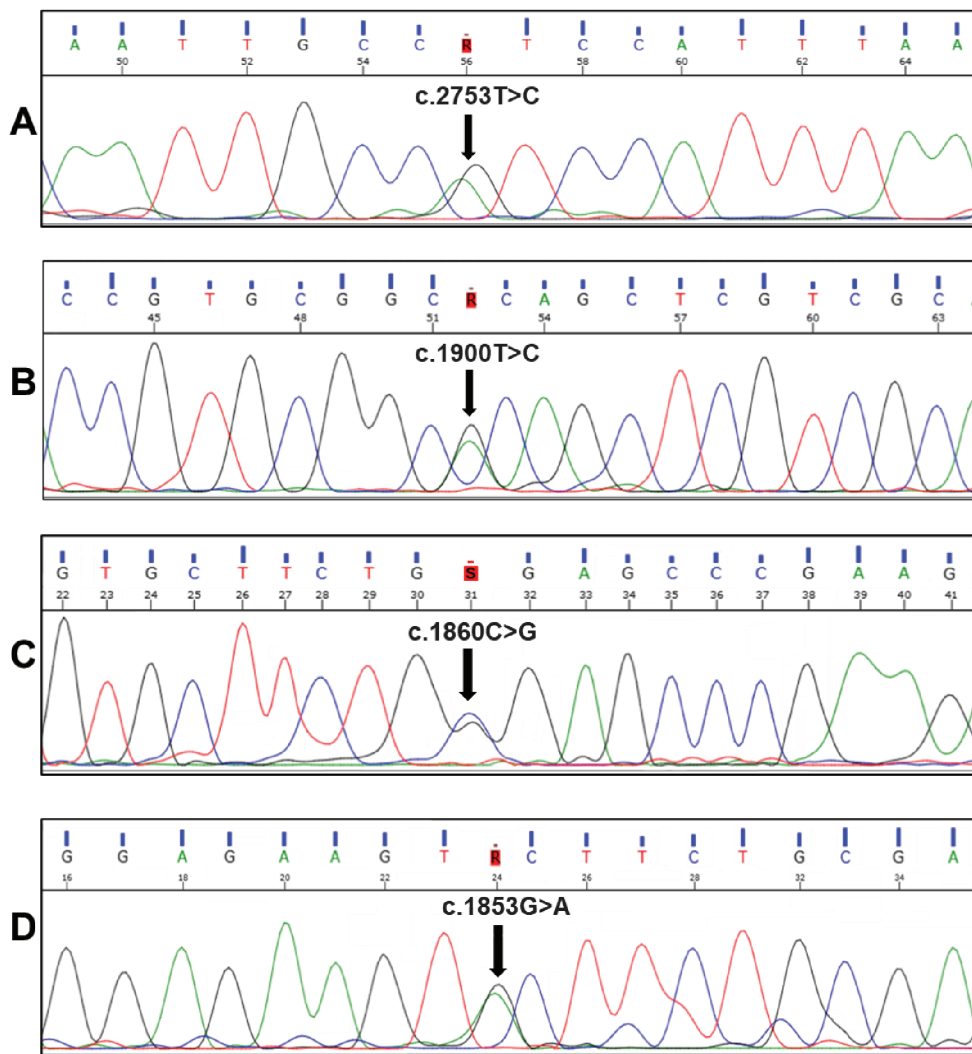 A A T T G C C R T C C A T T T A A
50 52 54 56 58 60 62 64
A
c.2753T>C
C C G T G C G G C R C A G C T C G T C G C
45 48 51 54 57 60 63
B
c.1900T>C
G T G C T T C T G S G A G C C C G A A G
22 23 24 25 26 27 28 29 30 31 32 33 34 35 36 37 38 39 40 41
C
c.1860C>G
G G A G A A G T R C T T C T G C G A
16 18 20 22 24 26 28 32 34
D
c.1853G>A